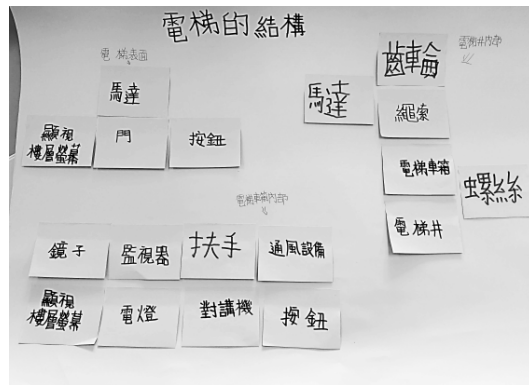 電梯的結構
電梯表面
馬達
顯視
樓層螢幕
門
按鈕
電梯井內部
齒輪
馬達
繩索
電梯車箱
螺絲
電梯井
電梯車箱內部
鏡子
監視器
扶手
通風設備
顯視
樓層螢幕
電燈
對講機
按鈕